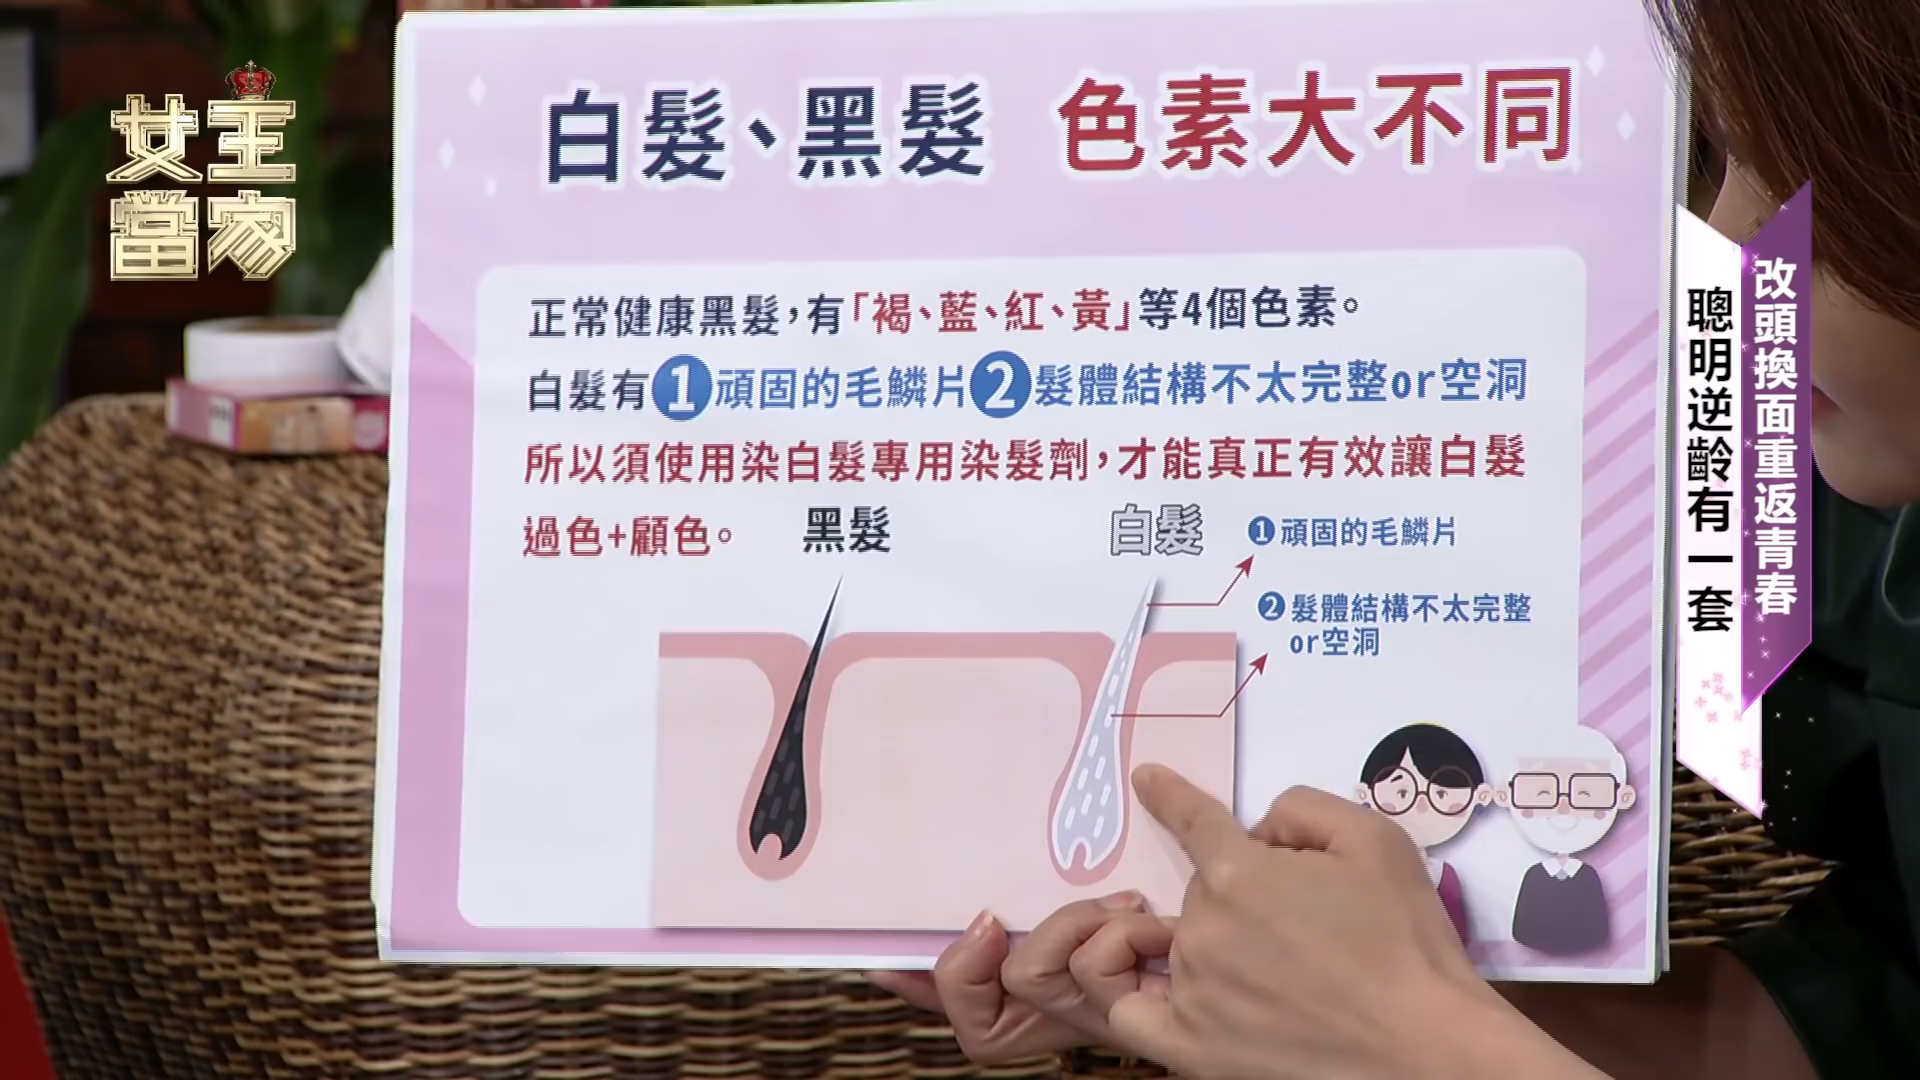 女王
當家
白髮、黑髮 色素大不同
正常健康黑髮，有「褐、藍、紅、黃」等4個色素。
白髮有1頑固的毛鱗片2髮體結構不太完整or空洞
所以須使用染白髮專用染髮劑，才能真正有效讓白髮
過色+顧色。
黑髮
白髮
1頑固的毛鱗片
2髮體結構不太完整
or空洞
改頭換面重返青春
聰明逆齡有一套